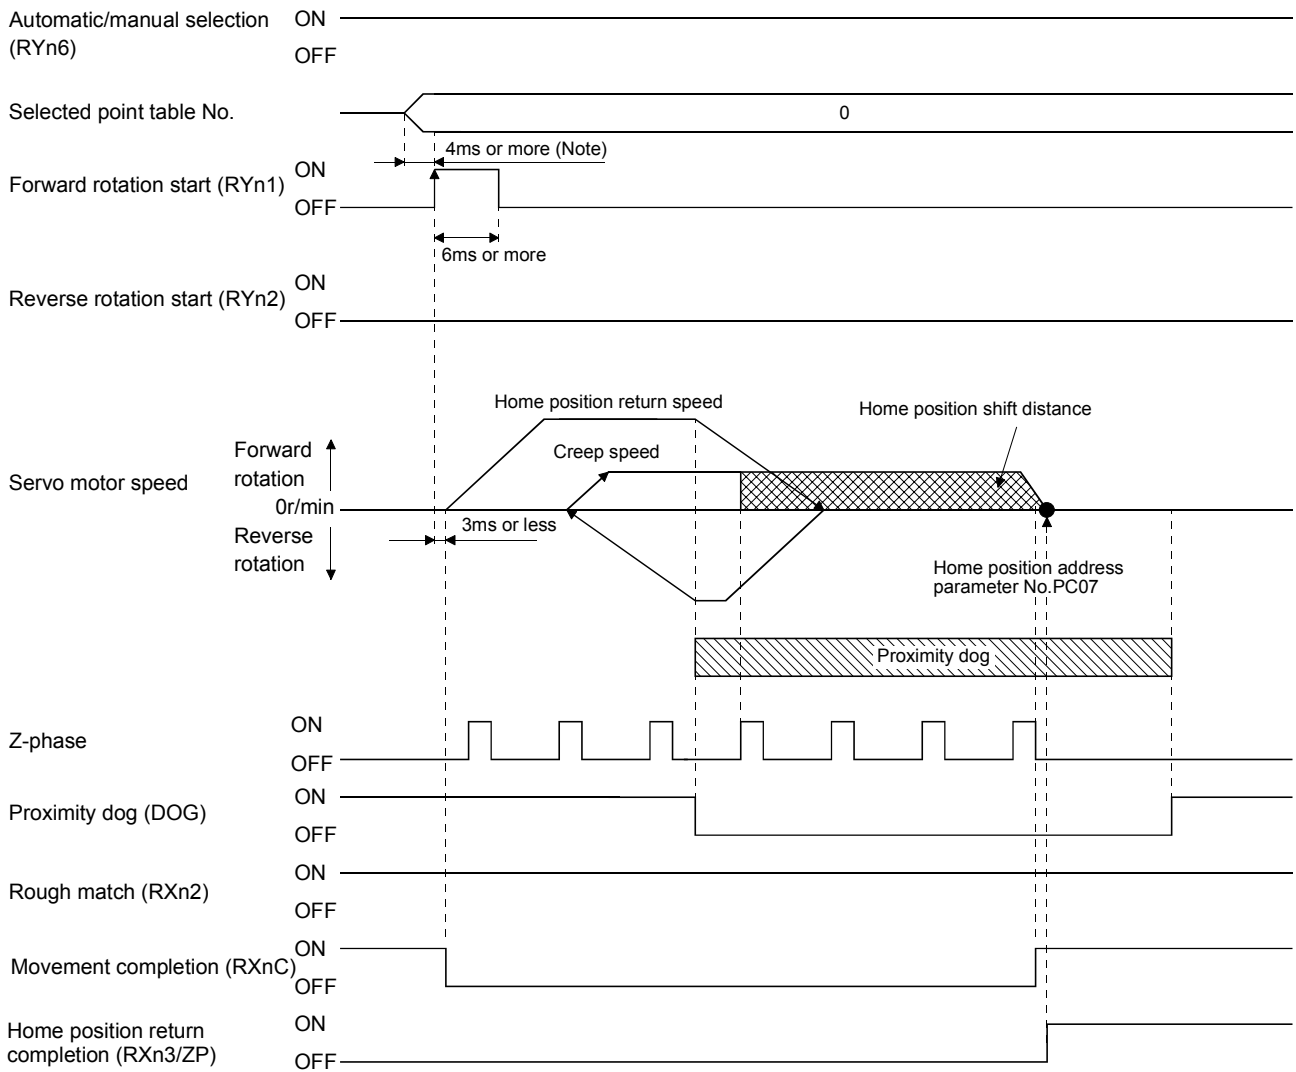 Automatic/manual selection
(RYn6)
ON
OFF
Selected point table No.
0
4ms or more (Note)
Forward rotation start (RYn1)
ON
OFF
6ms or more
Reverse rotation start (RYn2)
ON
OFF
Home position return speed
Home position shift distance
Creep speed
Servo motor speed
Forward
rotation
0r/min
Reverse
rotation
3ms or less
Home position address
parameter No.PC07
Proximity dog
Z-phase
ON
OFF
Proximity dog (DOG)
ON
OFF
Rough match (RXn2)
ON
OFF
Movement completion (RXnC)
ON
OFF
Home position return
completion (RXn3/ZP)
ON
OFF